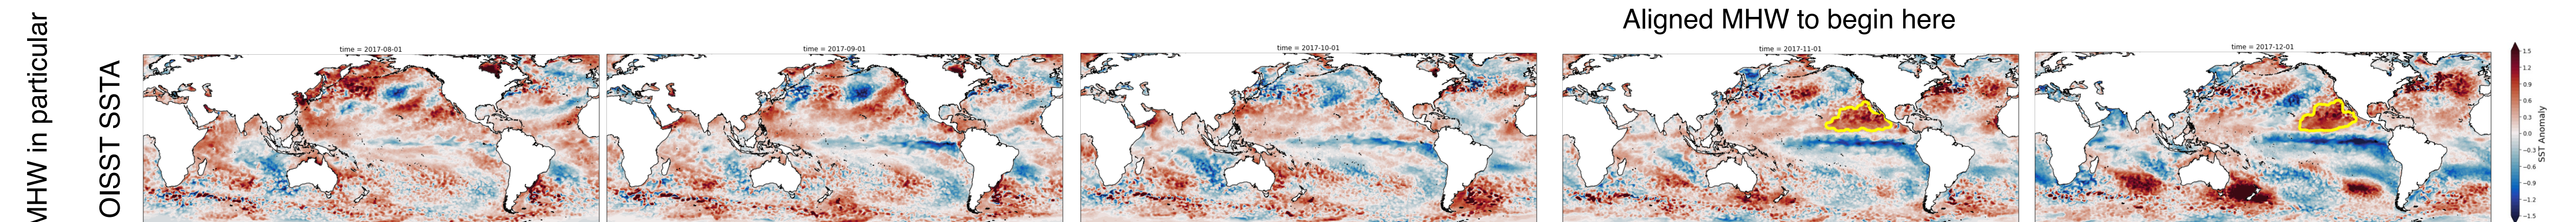 MHW in particular
OISST SSTA
Aligned MHW to begin here
time = 2017-08-01
time = 2017-09-01
time = 2017-10-01
time = 2017-11-01
time = 2017-12-01
1.5
1.2
0.9
0.6
0.3
0.0
−0.3
−0.6
−0.9
−1.2
−1.5
SST Anomaly